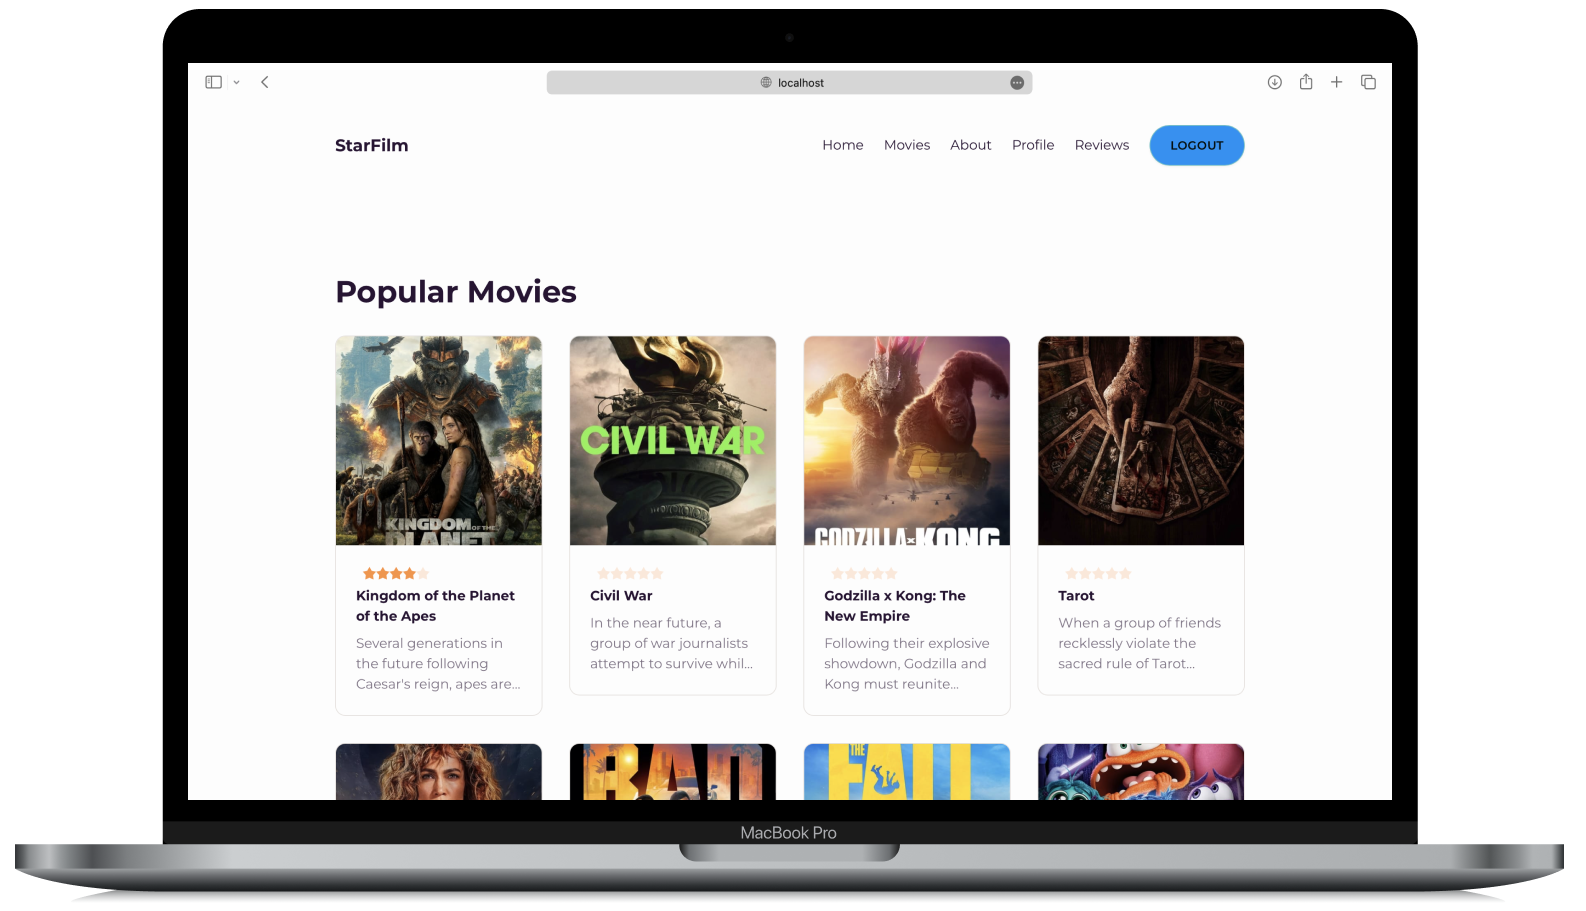 localhost
StarFilm
Home Movies About Profile Reviews LOGOUT
Popular Movies
KINGDOM OF THE
PLANET
CIVIL WAR
GODZILLA x KONG
Kingdom of the Planet
of the Apes
Several generations in
the future following
Caesar's reign, apes are...
Civil War
In the near future, a
group of war journalists
attempt to survive whil...
Godzilla x Kong: The
New Empire
Following their explosive
showdown, Godzilla and
Kong must reunite...
Tarot
When a group of friends
recklessly violate the
sacred rule of Tarot...
BAD
THE
FALL
MacBook Pro